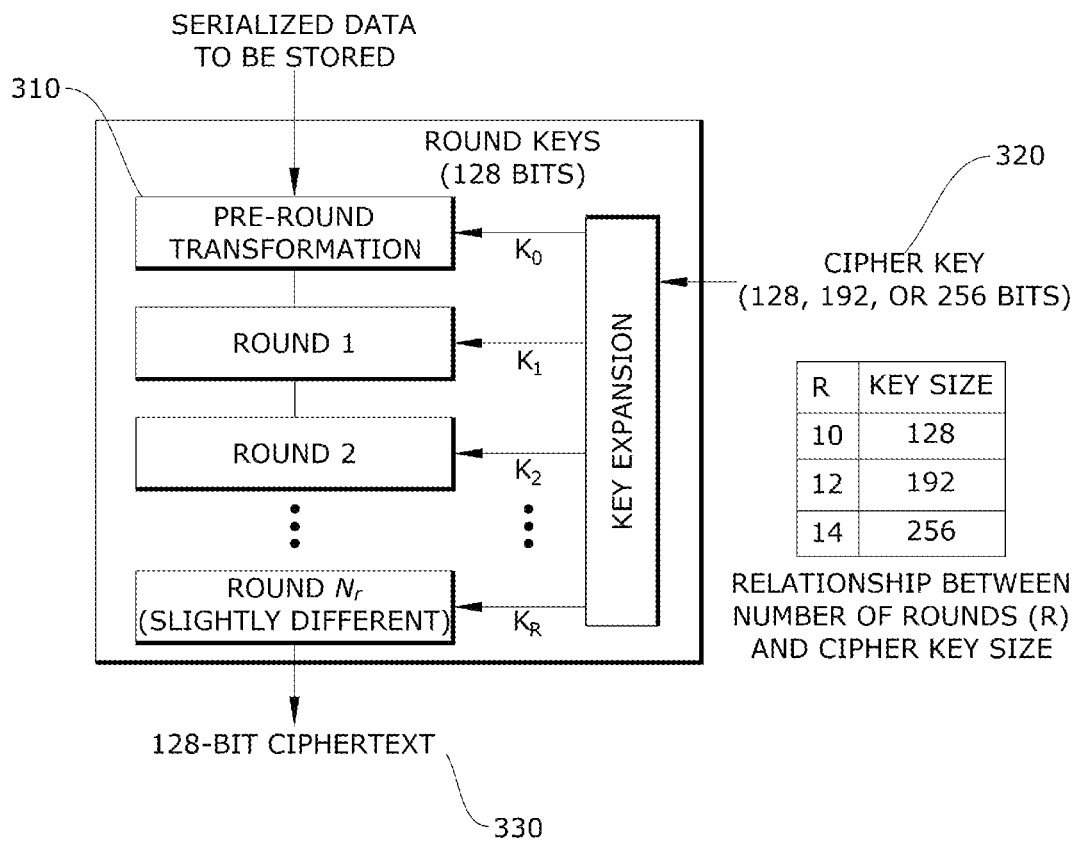 SERIALIZED DATA
TO BE STORED
310
ROUND KEYS
(128 BITS)
320
PRE-ROUND
TRANSFORMATION
K0
CIPHER KEY
(128, 192, OR 256 BITS)
ROUND 1
K1
KEY EXPANSION
R KEY SIZE
10 128
12 192
14 256
ROUND 2
K2
RELATIONSHIP BETWEEN
NUMBER OF ROUNDS (R)
AND CIPHER KEY SIZE
ROUND Nr
(SLIGHTLY DIFFERENT)
KR
128-BIT CIPHERTEXT
330